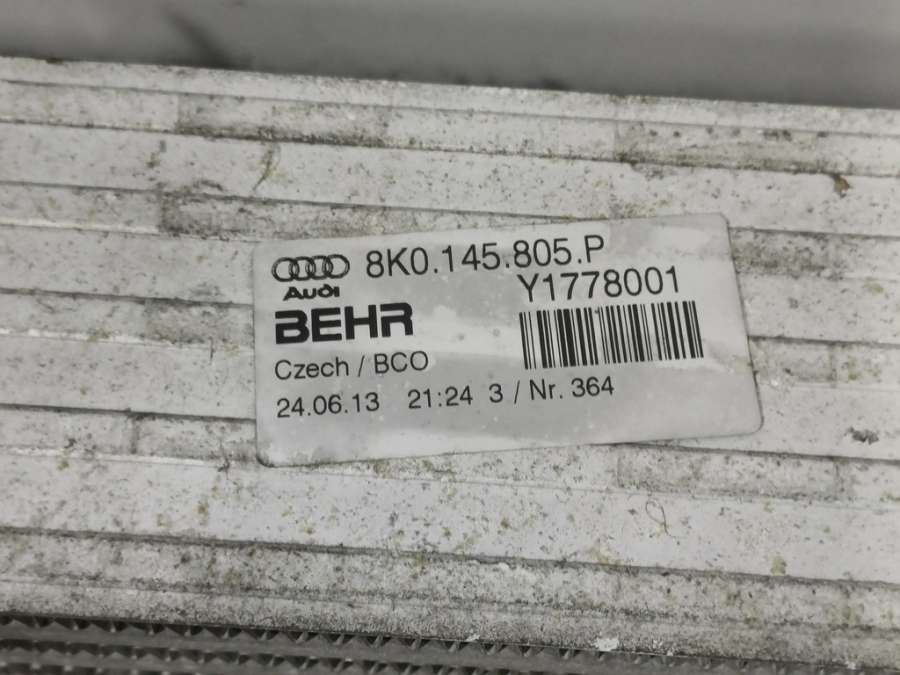 8K0.145.805.P
Audi
Y1778001
BEHR
Czech / BCO
24.06.13 21:24 3 / Nr. 364